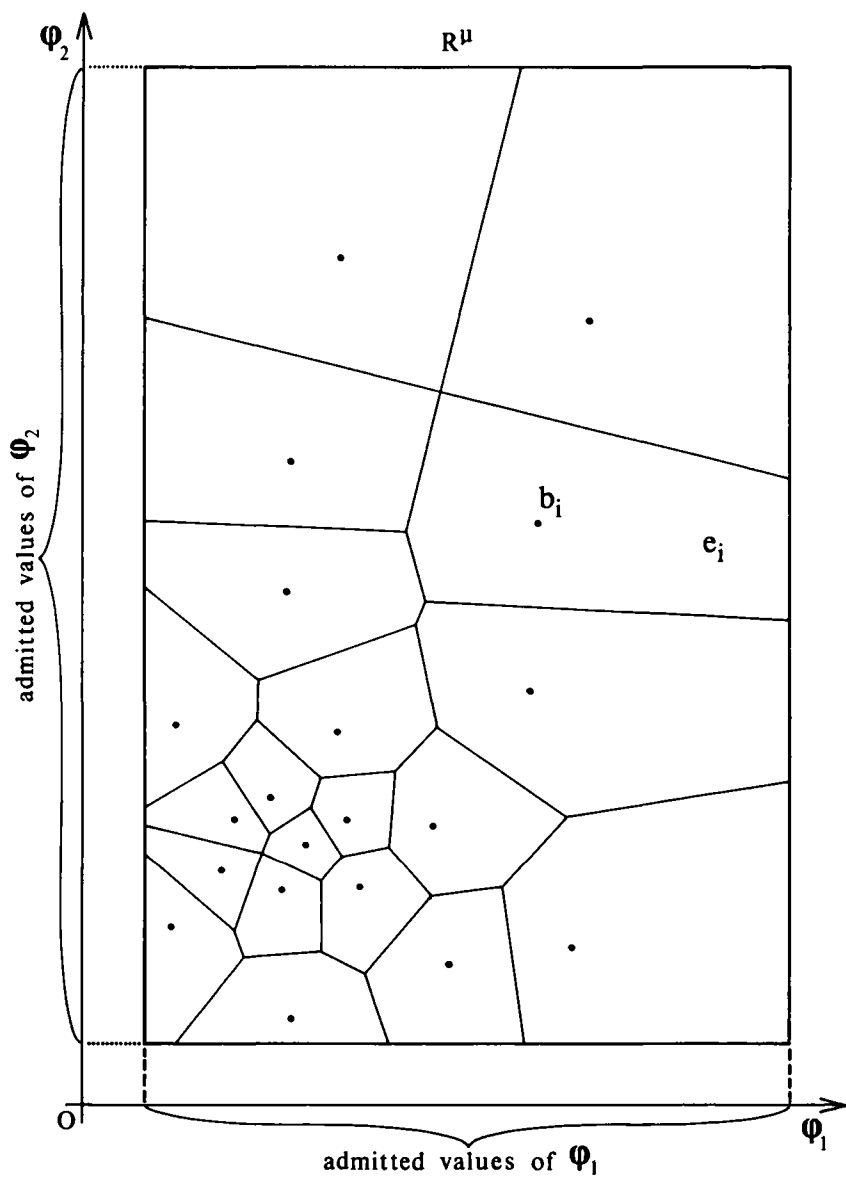 φ₂
R^μ
admitted values of φ₂
b_i
e_i
O
φ₁
admitted values of φ₁